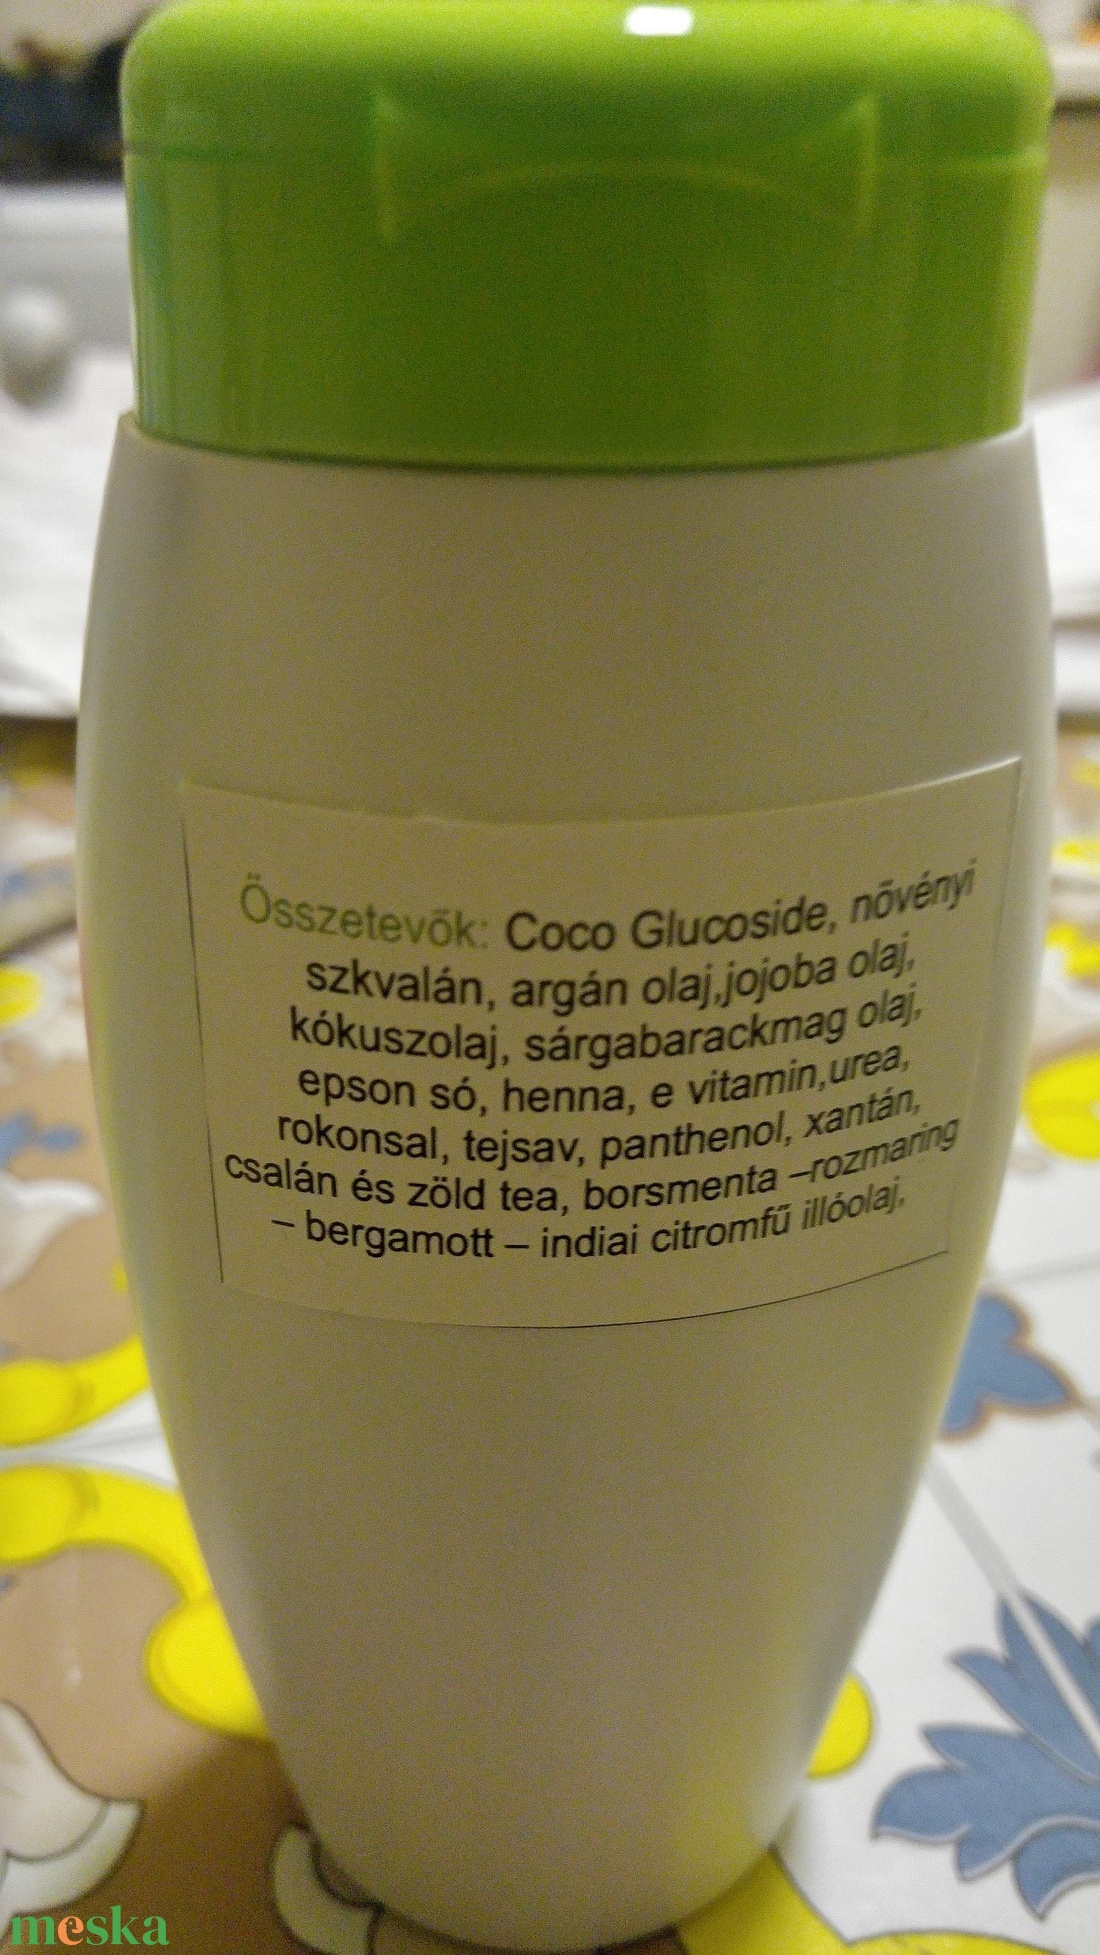 Összetevők: Coco Glucoside, növényi
szkvalán, argán olaj,jojoba olaj,
kókuszolaj, sárgabarackmag olaj,
epson só, henna, e vitamin,urea,
rokonsal, tejsav, panthenol, xantán,
csalán és zöld tea, borsmenta –rozmaring
– bergamott – indiai citromfű illóolaj,
meska